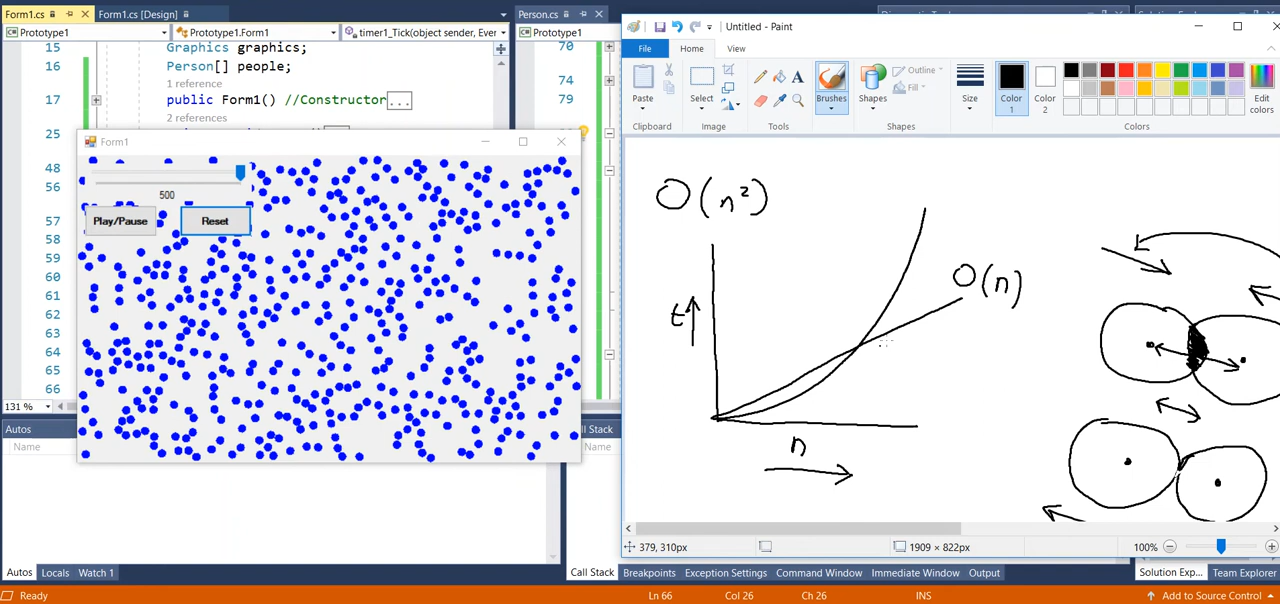 Form1.cs
Form1.cs [Design]
Person.cs
Prototype1
Prototype1.Form1
timer1_Tick(object sender, Ever
Prototype1
15
Graphics graphics;
16
Person[] people;
1 reference
17
public Form1() //Constructor...
2 references
25
48
56
57
58
59
60
61
62
63
64
65
66
131 %
70
74
79
Form1
500
Play/Pause
Reset
Untitled - Paint
File
Home
View
Paste
Select
Brushes
Shapes
Outline
Fill
Size
Color
1
Color
2
Edit
colors
Clipboard
Image
Tools
Shapes
Colors
O(n²)
O(n)
t
n
379, 310px
1909 × 822px
100%
Autos
Name
Call Stack
Name
Autos
Locals
Watch 1
Call Stack
Breakpoints
Exception Settings
Command Window
Immediate Window
Output
Solution Exp...
Team Explorer
Ready
Ln 66
Col 26
Ch 26
INS
Add to Source Control